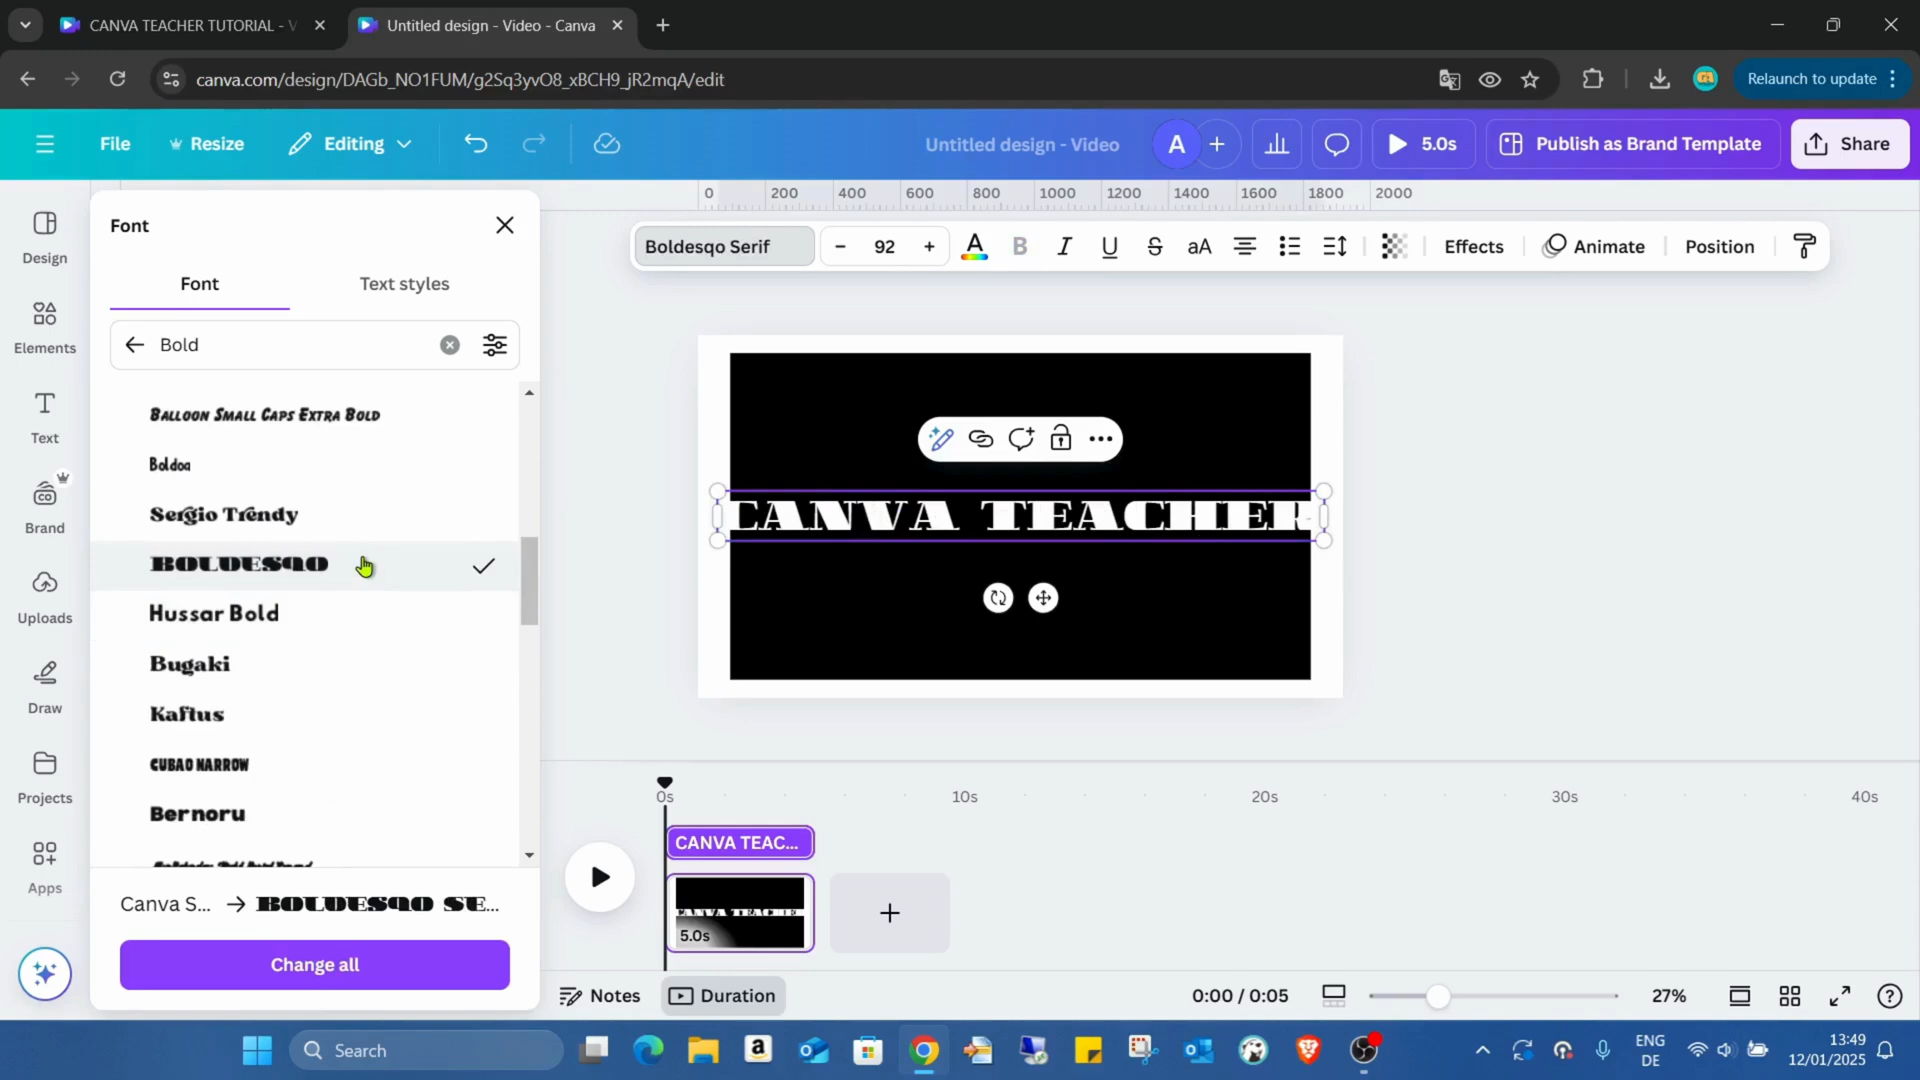 CANVA TEACHER TUTORIAL - V
Untitled design - Video - Canva
canva.com/design/DAGb_NO1FUM/g2Sq3yvO8_xBCH9_jR2mqA/edit
Relaunch to update
File
Resize
Editing
Untitled design - Video
A
5.0s
Publish as Brand Template
Share
0 200 400 600 800 1000 1200 1400 1600 1800 2000
Design
Elements
Text
Brand
Uploads
Draw
Projects
Apps
Font
Font
Text styles
Bold
Balloon Small Caps Extra Bold
Boldoa
Sergio Trendy
BOLDESQO
Hussar Bold
Bugaki
Kaftus
CUBAO NARROW
Bernoru
Canva S... → BOLDESQO SE...
Change all
Boldesqo Serif
- 92 +
A B I U S aA
Effects
Animate
Position
CANVA TEACHER
0s 10s 20s 30s 40s
CANVA TEAC...
CANVA TEACHER
5.0s
Notes
Duration
0:00 / 0:05
27%
Search
ENG
DE
13:49
12/01/2025